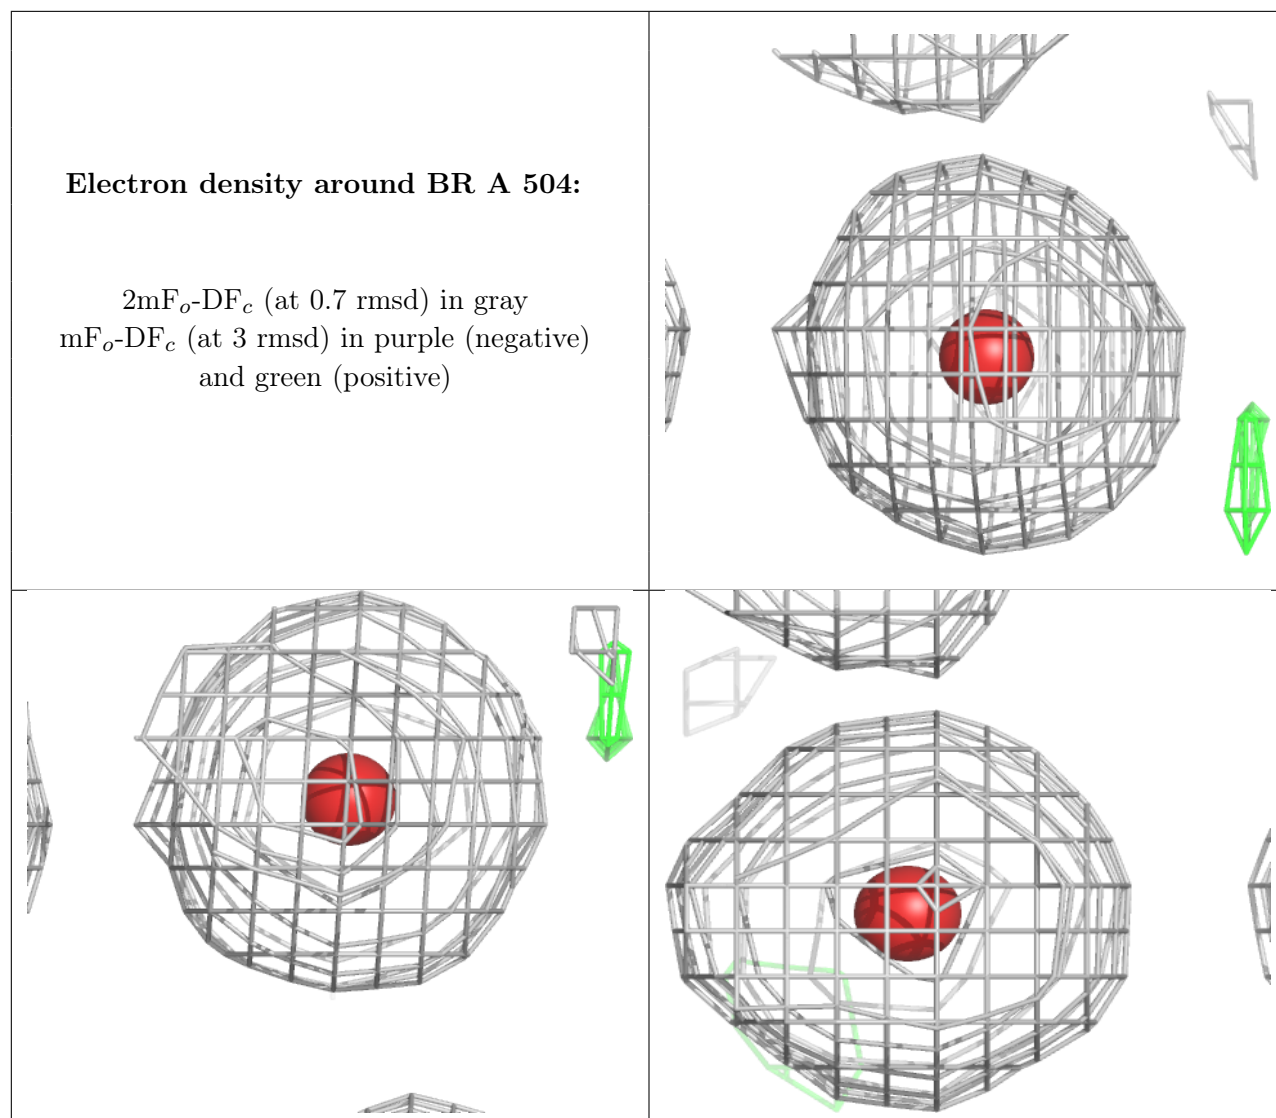 Electron density around BR A 504:
2mFo-DFc (at 0.7 rmsd) in gray
mFo-DFc (at 3 rmsd) in purple (negative)
and green (positive)